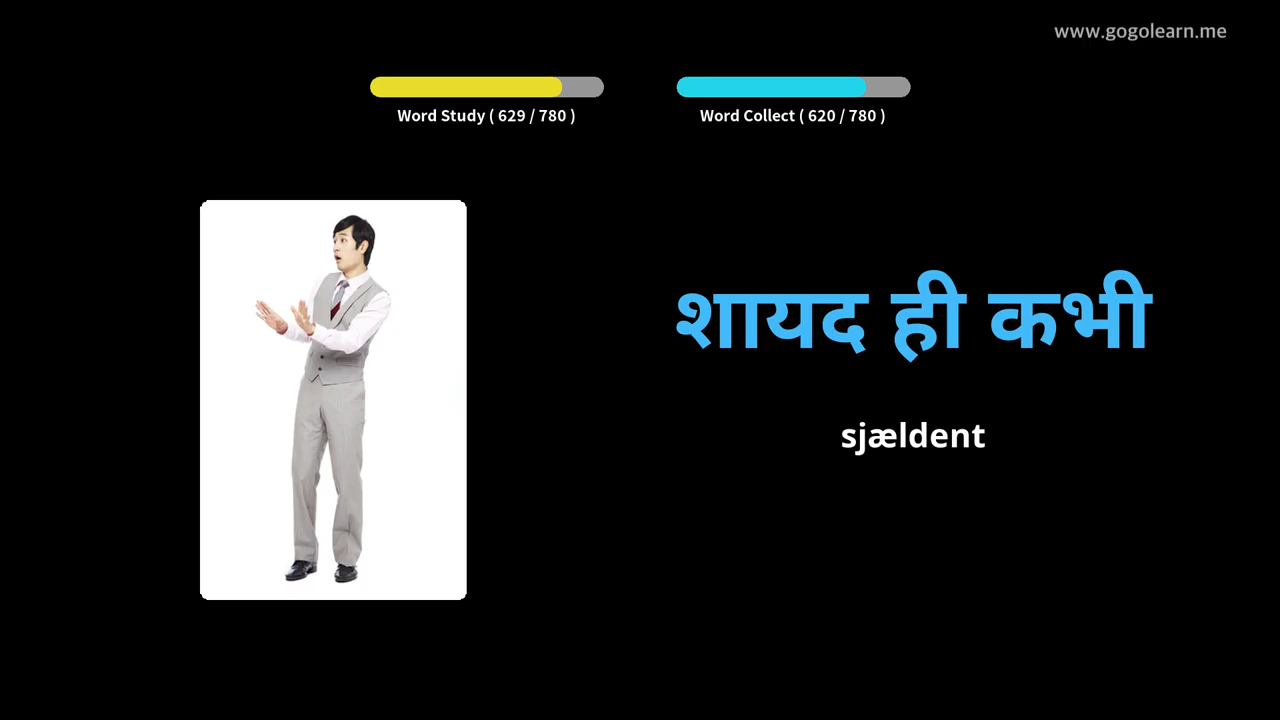 www.gogolearn.me
Word Study ( 629 / 780 )
Word Collect ( 620 / 780 )
शायद ही कभी
sjældent